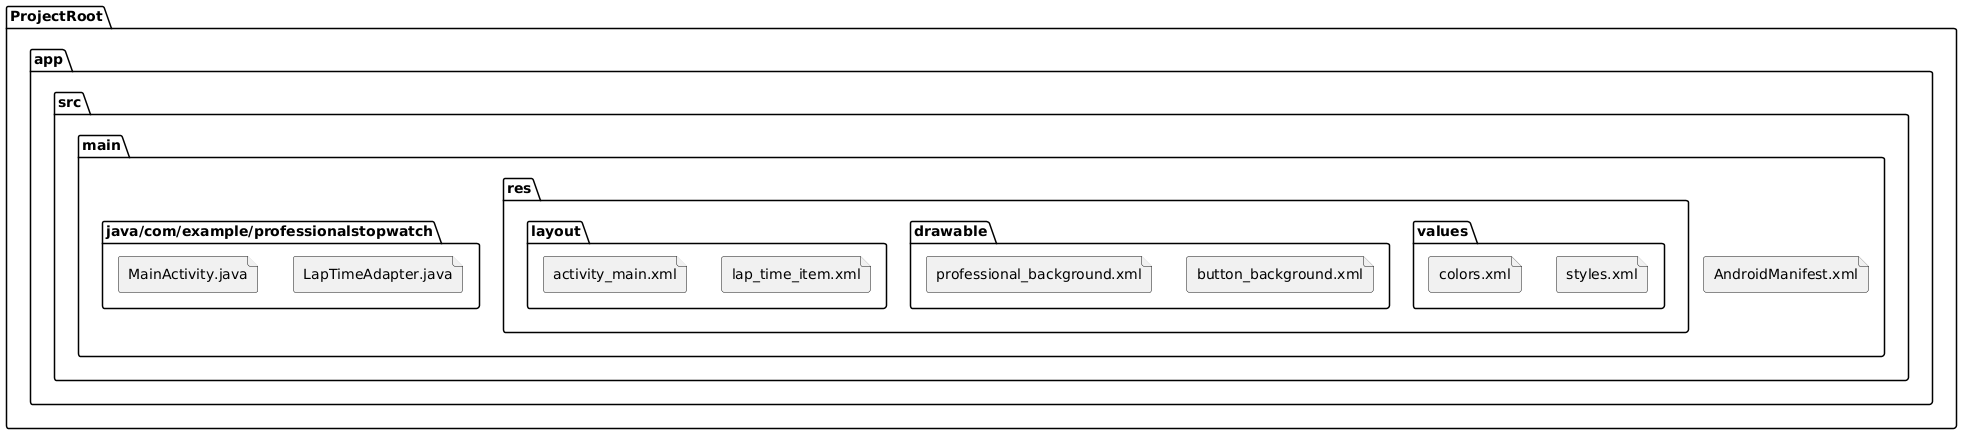 ProjectRoot
app
src
main
res
java/com/example/professionalstopwatch
layout
drawable
values
MainActivity.java
LapTimeAdapter.java
activity_main.xml
lap_time_item.xml
professional_background.xml
button_background.xml
colors.xml
styles.xml
AndroidManifest.xml